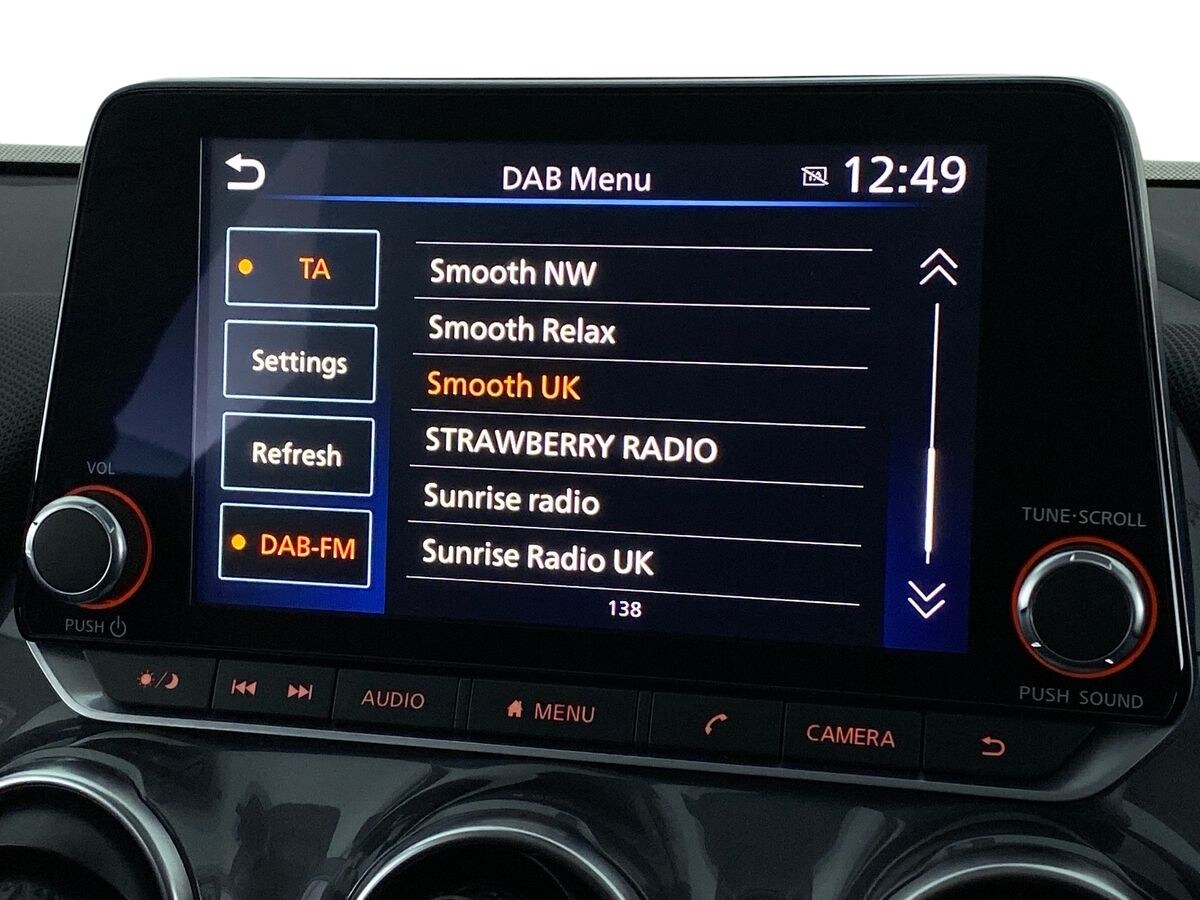 DAB Menu
TA
12:49
TA
Settings
Refresh
DAB-FM
Smooth NW
Smooth Relax
Smooth UK
STRAWBERRY RADIO
Sunrise radio
Sunrise Radio UK
138
VOL
PUSH
TUNE·SCROLL
PUSH SOUND
AUDIO
MENU
CAMERA